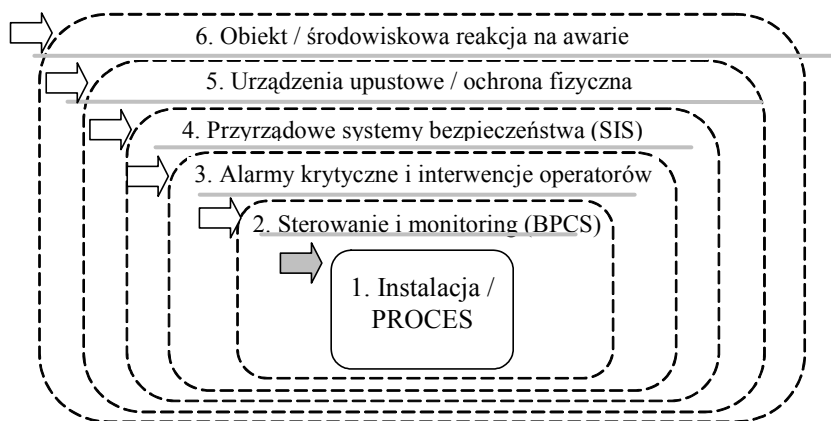 6. Obiekt / środowiskowa reakcja na awarie
5. Urządzenia upustowe / ochrona fizyczna
4. Przyrządowe systemy bezpieczeństwa (SIS)
3. Alarmy krytyczne i interwencje operatorów
2. Sterowanie i monitoring (BPCS)
1. Instalacja /
PROCES